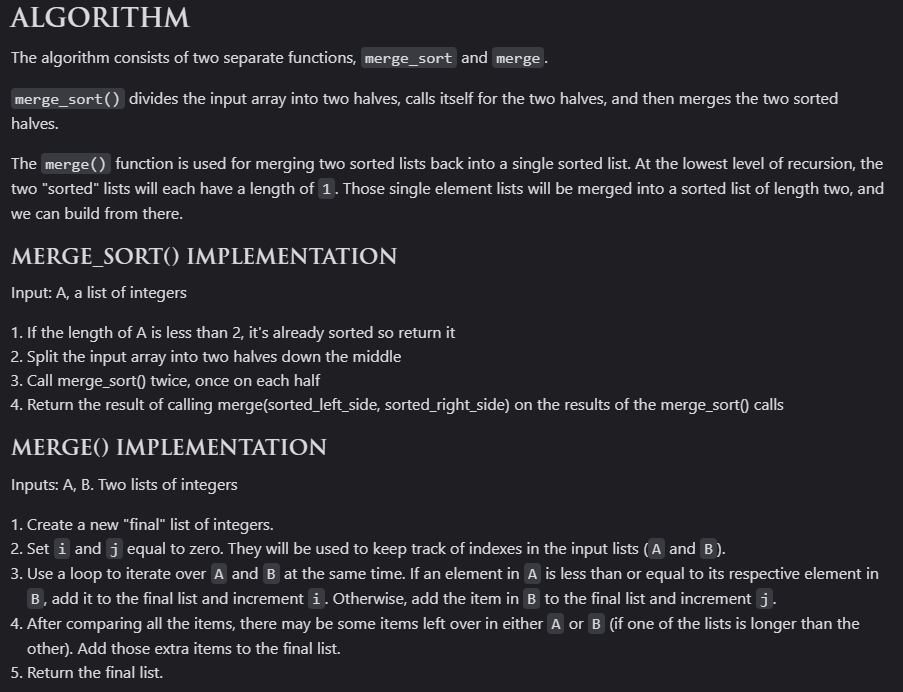 ALGORITHM
The algorithm consists of two separate functions, merge_sort and merge.
merge_sort() divides the input array into two halves, calls itself for the two halves, and then merges the two sorted
halves.
The merge() function is used for merging two sorted lists back into a single sorted list. At the lowest level of recursion, the
two "sorted" lists will each have a length of 1. Those single element lists will be merged into a sorted list of length two, and
we can build from there.
MERGE_SORT() IMPLEMENTATION
Input: A, a list of integers
1. If the length of A is less than 2, it's already sorted so return it
2. Split the input array into two halves down the middle
3. Call merge_sort() twice, once on each half
4. Return the result of calling merge(sorted_left_side, sorted_right_side) on the results of the merge_sort() calls
MERGE() IMPLEMENTATION
Inputs: A, B. Two lists of integers
1. Create a new "final" list of integers.
2. Set i and j equal to zero. They will be used to keep track of indexes in the input lists (A and B).
3. Use a loop to iterate over A and B at the same time. If an element in A is less than or equal to its respective element in
B, add it to the final list and increment i. Otherwise, add the item in B to the final list and increment j.
4. After comparing all the items, there may be some items left over in either A or B (if one of the lists is longer than the
other). Add those extra items to the final list.
5. Return the final list.